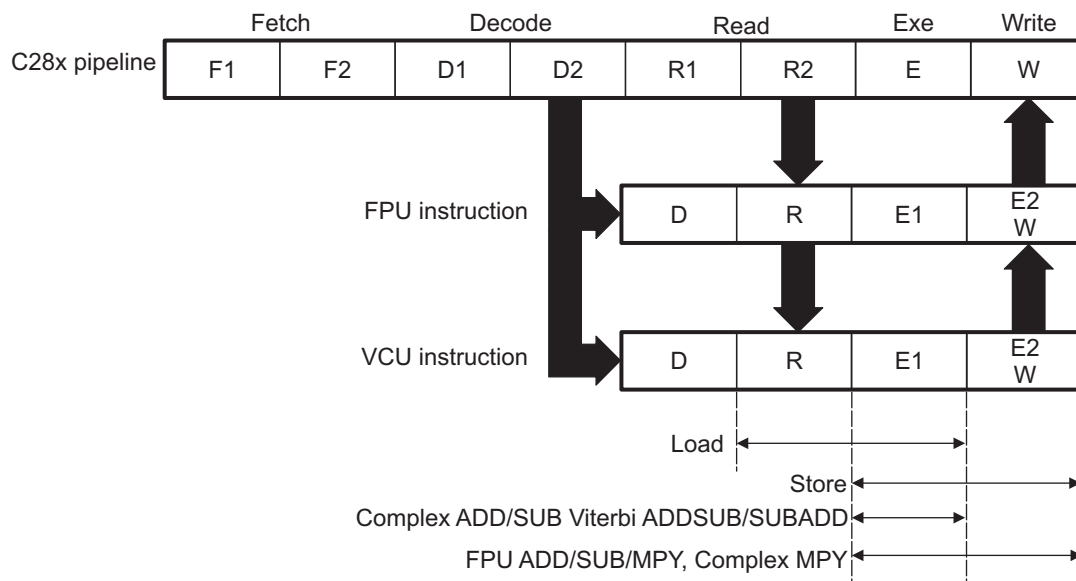 Fetch Decode Read Exe Write
C28x pipeline F1 F2 D1 D2 R1 R2 E W
FPU instruction D R E1 E2 W
VCU instruction D R E1 E2 W
Load
Store
Complex ADD/SUB Viterbi ADDSUB/SUBADD
FPU ADD/SUB/MPY, Complex MPY